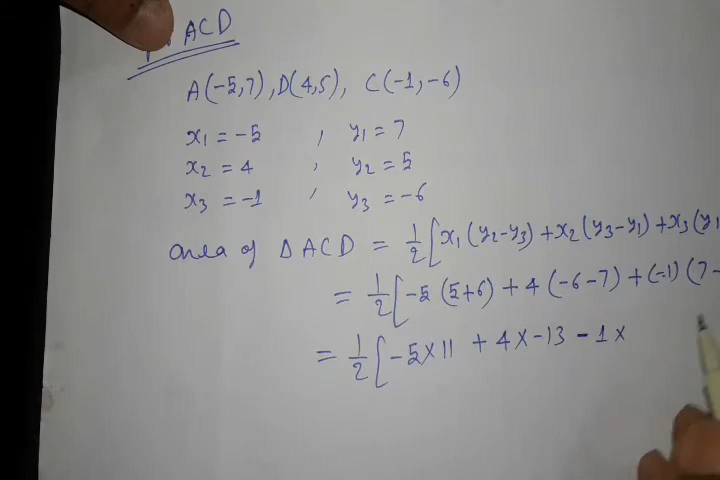 ACD
A(-5,7), D(4,5), C(-1,-6)
x₁ = -5 , y₁ = 7
x₂ = 4 , y₂ = 5
x₃ = -1 , y₃ = -6
area of Δ ACD = 1/2 [x₁(y₂-y₃) + x₂(y₃-y₁) + x₃(y₁
= 1/2 [-5(5+6) + 4(-6-7) + (-1)(7-
= 1/2 [-5×11 + 4×-13 - 1×